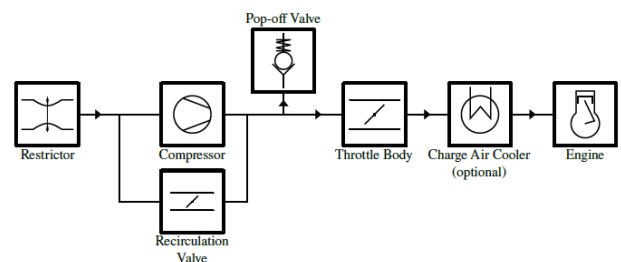 Pop-off Valve
Restrictor
Compressor
Throttle Body
Charge Air Cooler
(optional)
Engine
Recirculation
Valve